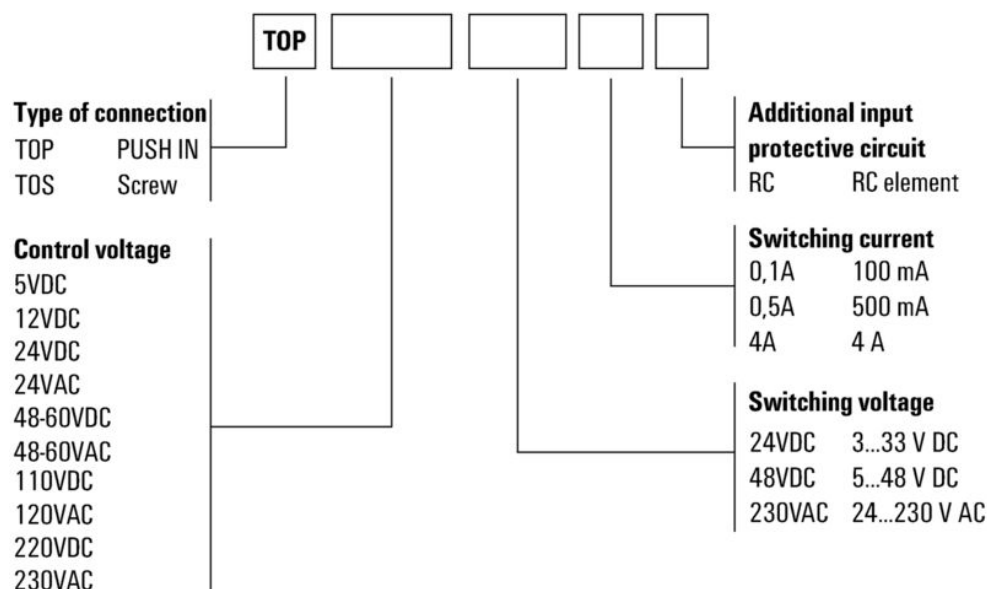 TOP
Type of connection
TOP PUSH IN
TOS Screw
Control voltage
5VDC
12VDC
24VDC
24VAC
48-60VDC
48-60VAC
110VDC
120VAC
220VDC
230VAC
Additional input
protective circuit
RC RC element
Switching current
0,1A 100 mA
0,5A 500 mA
4A 4 A
Switching voltage
24VDC 3...33 V DC
48VDC 5...48 V DC
230VAC 24...230 V AC